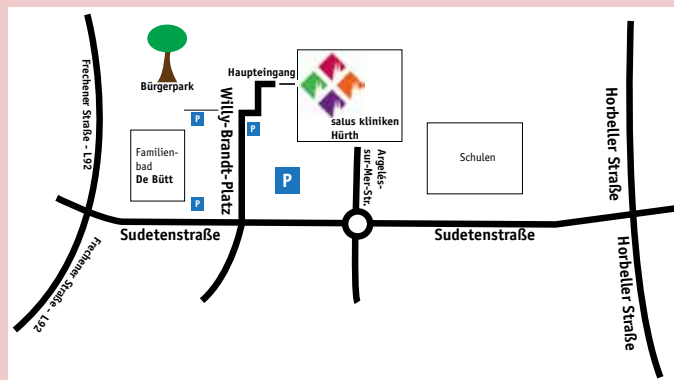 Frechener Straße - L92
Bürgerpark
Haupteingang
Willy-Brandt-Platz
P
P
P
P
salus kliniken
Hürth
Familien-
bad
De Bütt
Argelés-
sur-Mer-Str.
Schulen
Horbeller Straße
Sudetenstraße
Sudetenstraße
Frechener Straße - L92
Horbeller Straße